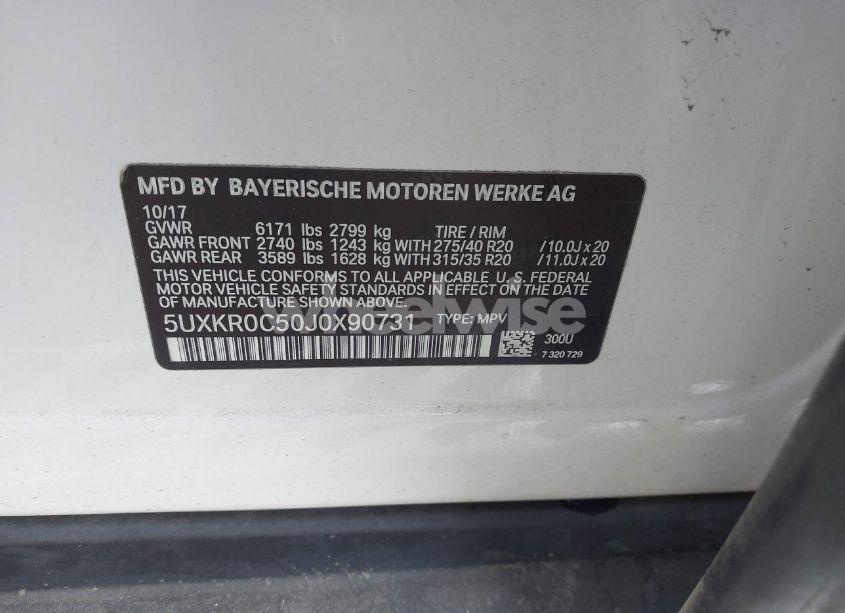 MFD BY BAYERISCHE MOTOREN WERKE AG
10/17
GVWR 6171 lbs 2799 kg TIRE / RIM
GAWR FRONT 2740 lbs 1243 kg WITH 275/40 R20 / 10.0J x 20
GAWR REAR 3589 lbs 1628 kg WITH 315/35 R20 / 11.0J x 20
THIS VEHICLE CONFORMS TO ALL APPLICABLE U.S. FEDERAL
MOTOR VEHICLE SAFETY STANDARDS IN EFFECT ON THE DATE
OF MANUFACTURE SHOWN ABOVE.
5UXKR0C50J0X90731 TYPE: MPV
wheelwise
300U
7 320 729